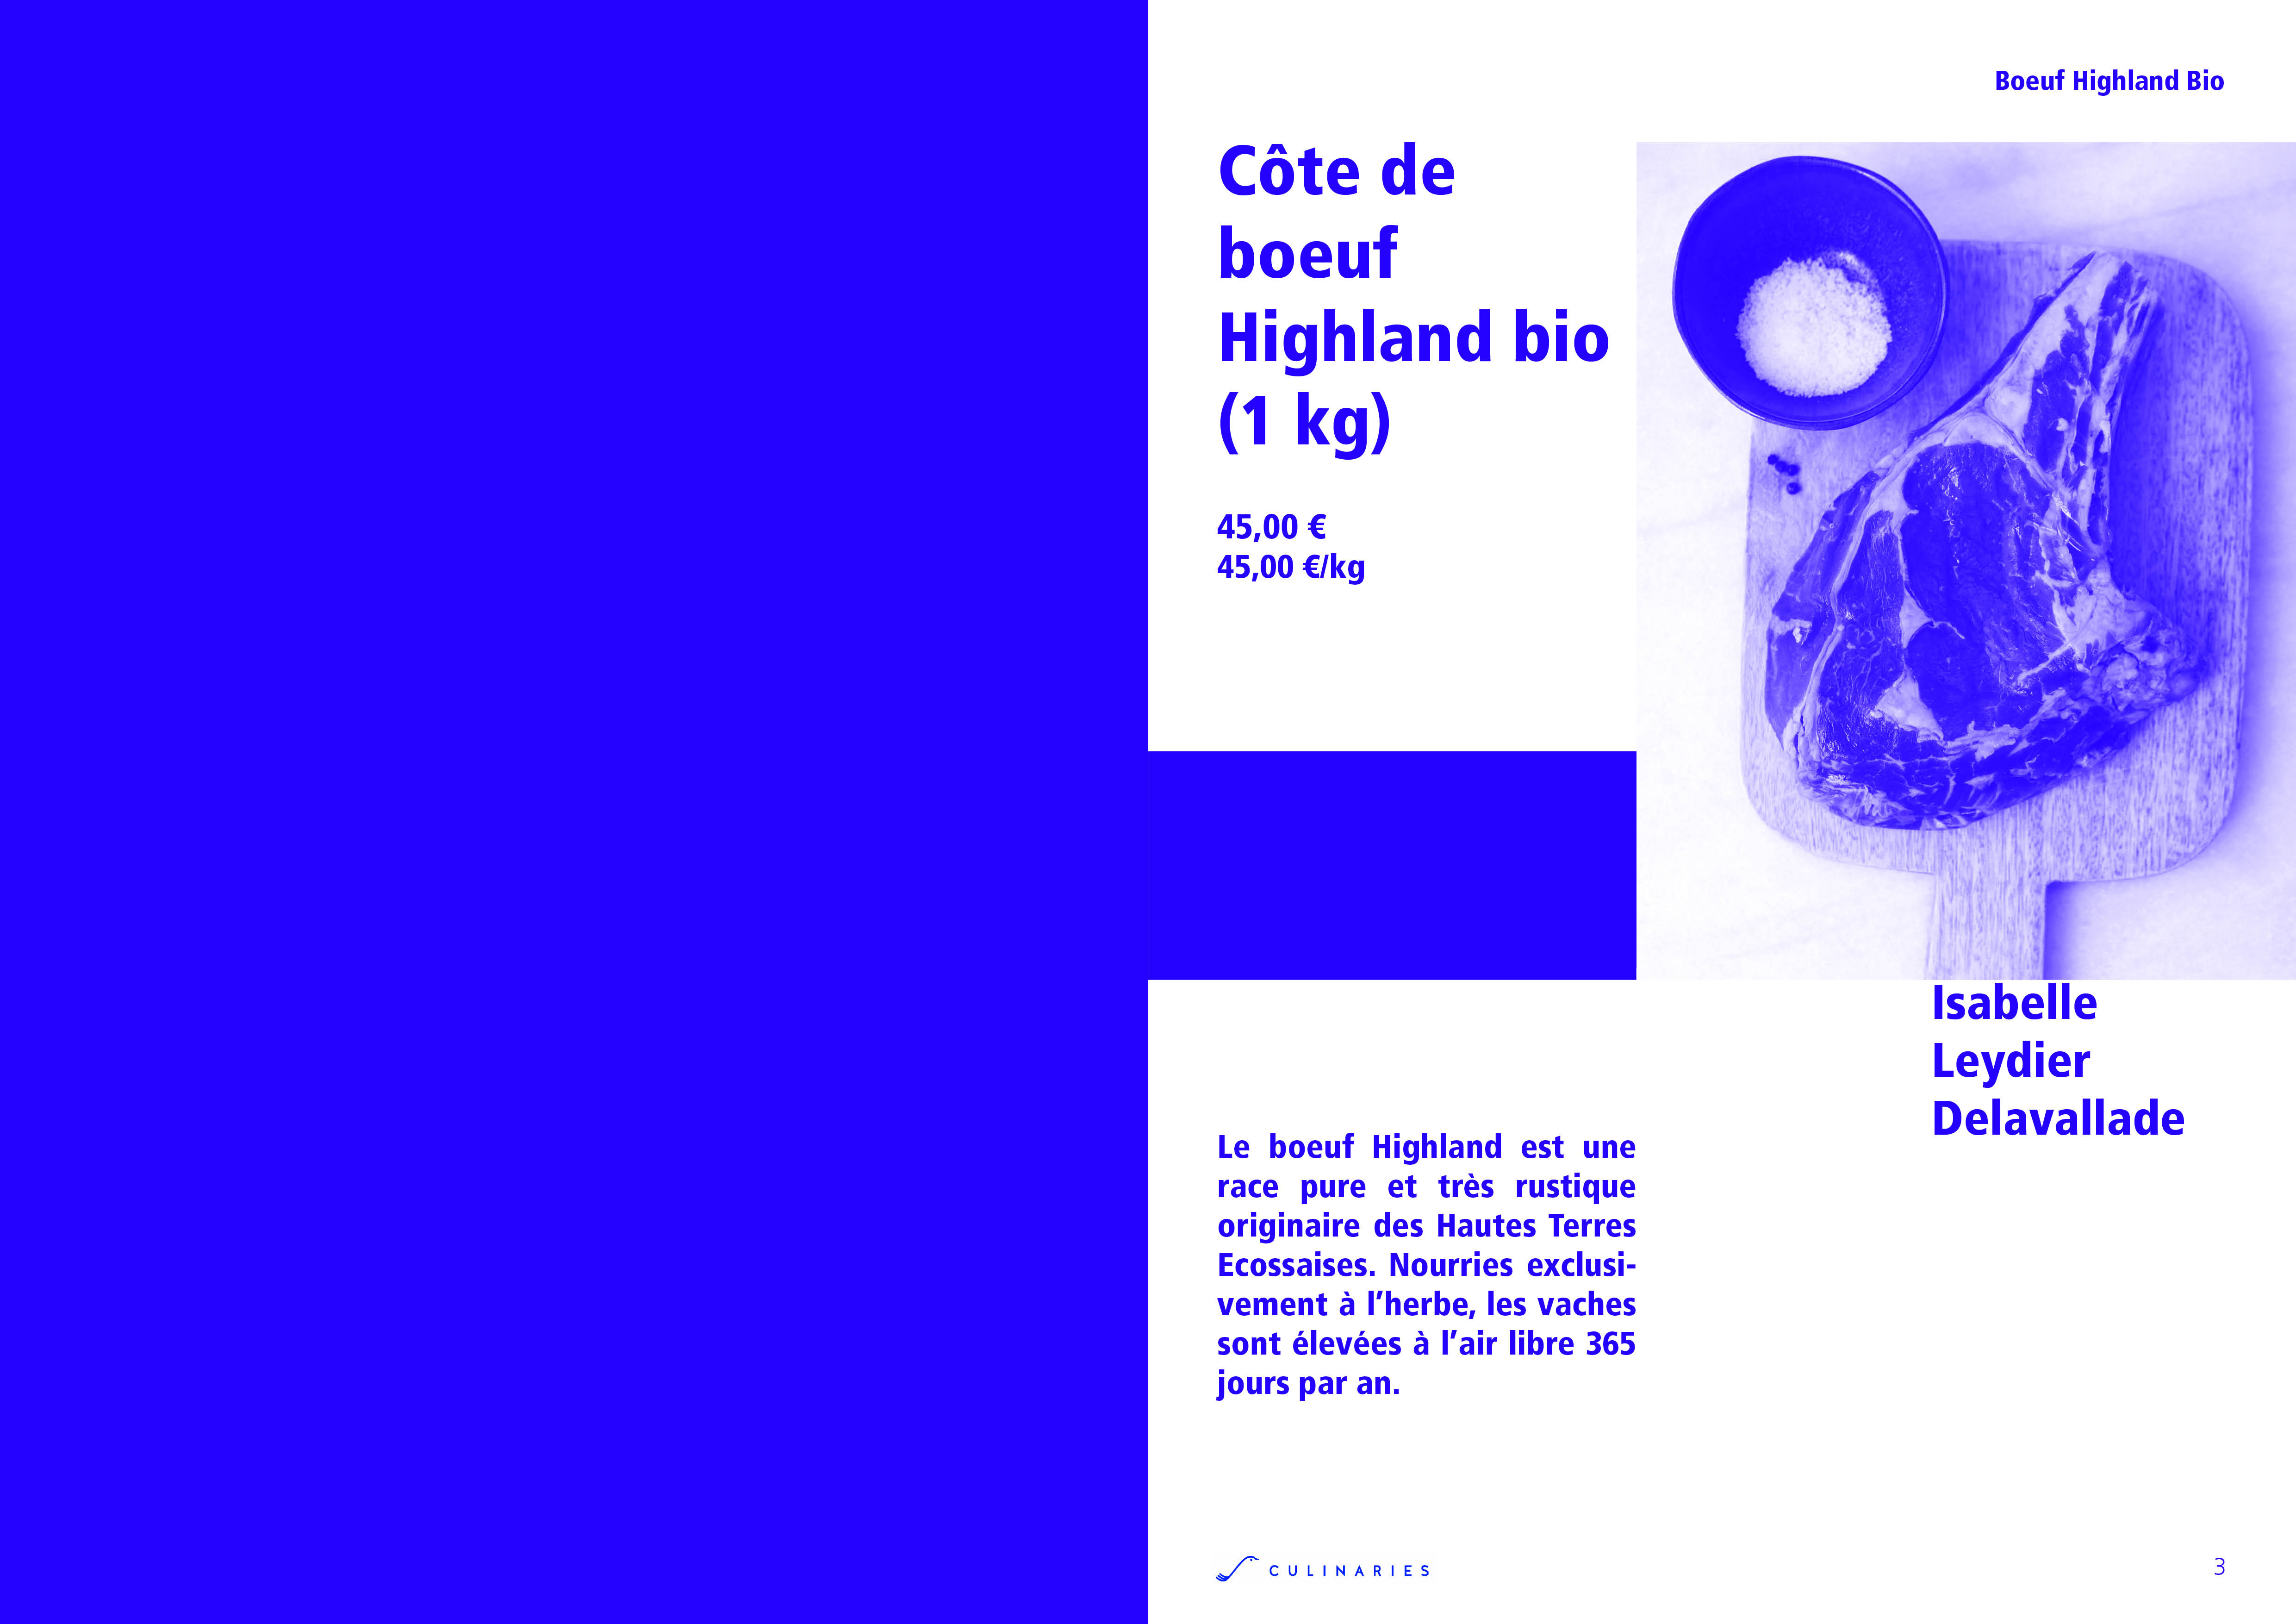 Boeuf Highland Bio
Côte de
boeuf
Highland bio
(1 kg)
45,00 €
45,00 €/kg
Isabelle
Leydier
Delavallade
Le boeuf Highland est une
race pure et très rustique
originaire des Hautes Terres
Ecossaises. Nourries exclusi-
vement à l’herbe, les vaches
sont élevées à l’air libre 365
jours par an.
CULINARIES
3